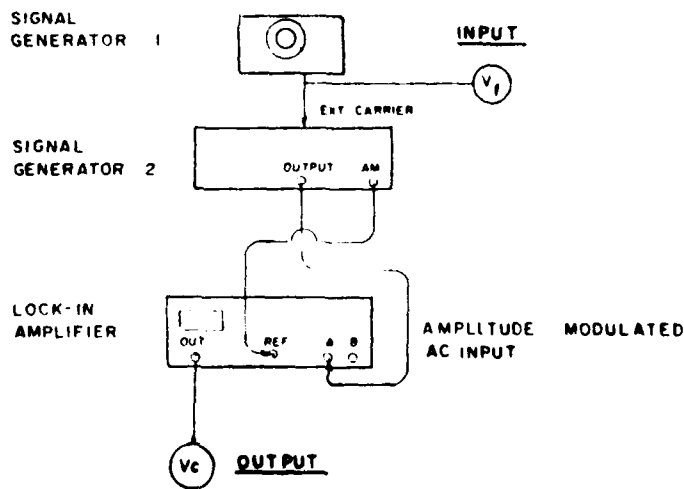 SIGNAL
GENERATOR 1
INPUT
V₁
EXT CARRIER
SIGNAL
GENERATOR 2
OUTPUT AM
LOCK-IN
AMPLIFIER
OUT REF A B
AMPLITUDE MODULATED
AC INPUT
Vc OUTPUT